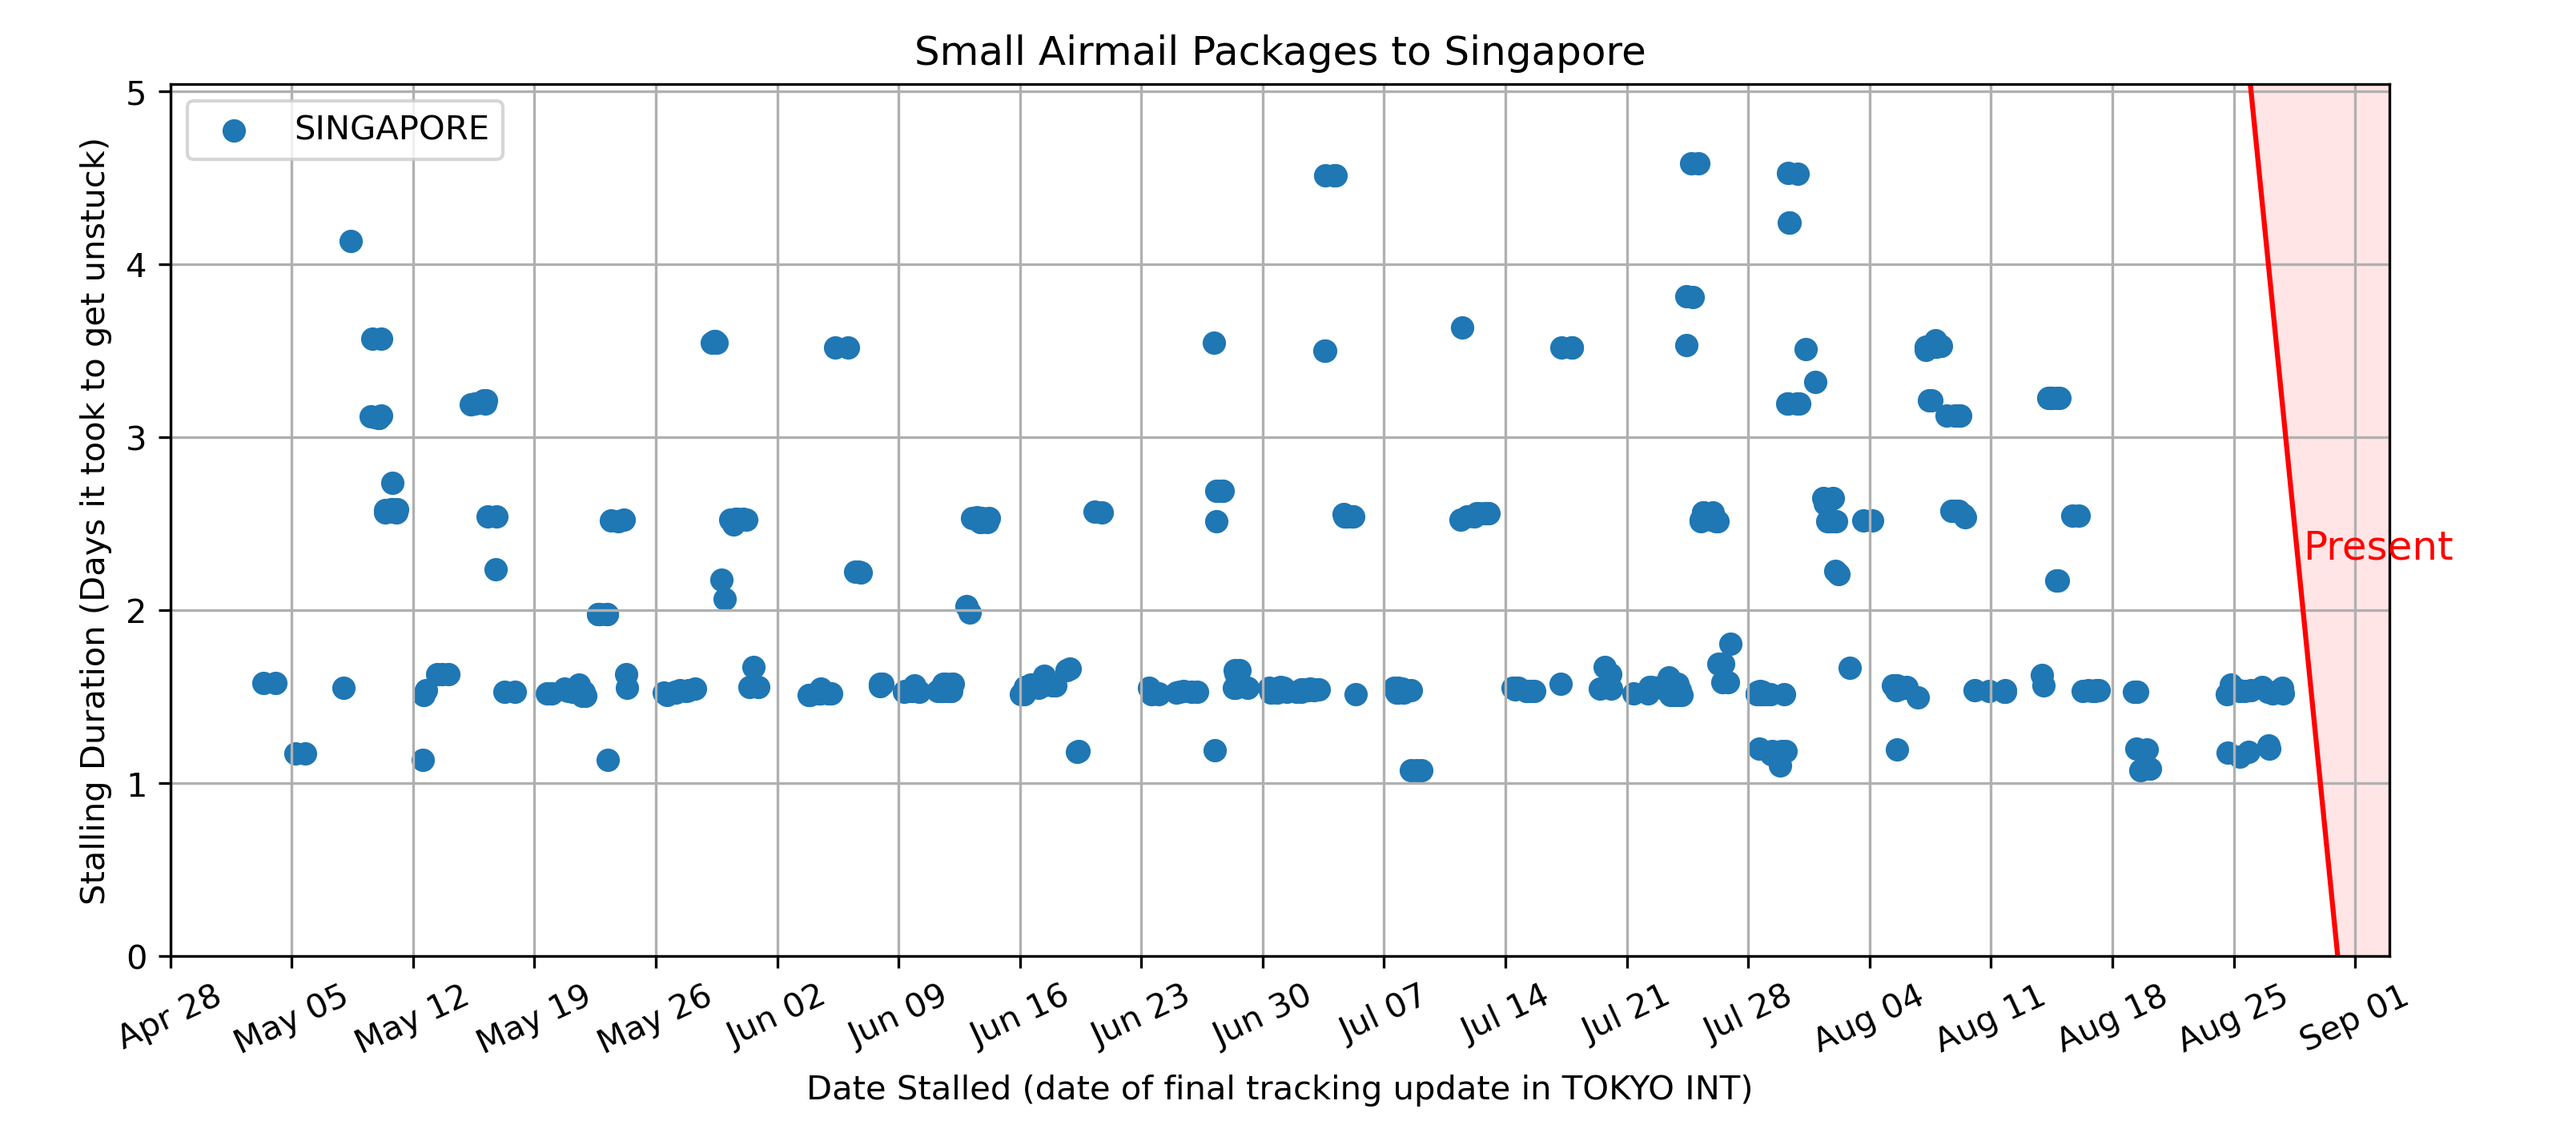 Small Airmail Packages to Singapore
SINGAPORE
Stalling Duration (Days it took to get unstuck)
5
4
3
2
1
0
Present
Apr 28
May 05
May 12
May 19
May 26
Jun 02
Jun 09
Jun 16
Jun 23
Jun 30
Jul 07
Jul 14
Jul 21
Jul 28
Aug 04
Aug 11
Aug 18
Aug 25
Sep 01
Date Stalled (date of final tracking update in TOKYO INT)